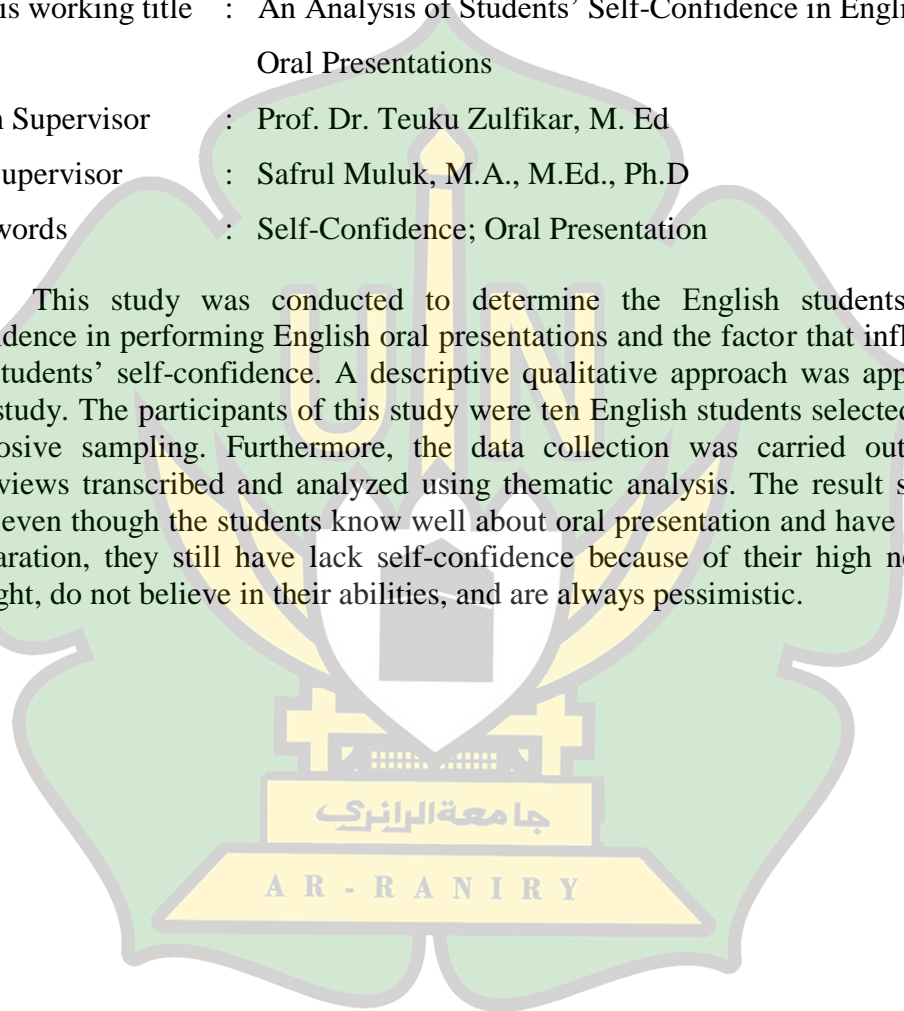 is working title : An Analysis of Students' Self-Confidence in Engli
Oral Presentations
n Supervisor : Prof. Dr. Teuku Zulfikar, M. Ed
upervisor : Safrul Muluk, M.A., M.Ed., Ph.D
words : Self-Confidence; Oral Presentation
This study was conducted to determine the English students
idence in performing English oral presentations and the factor that infl
tudents' self-confidence. A descriptive qualitative approach was app
study. The participants of this study were ten English students selected
osive sampling. Furthermore, the data collection was carried out
views transcribed and analyzed using thematic analysis. The result s
even though the students know well about oral presentation and have
aration, they still have lack self-confidence because of their high n
ght, do not believe in their abilities, and are always pessimistic.
UIN
جامعة الرانري
AR-RANIRY